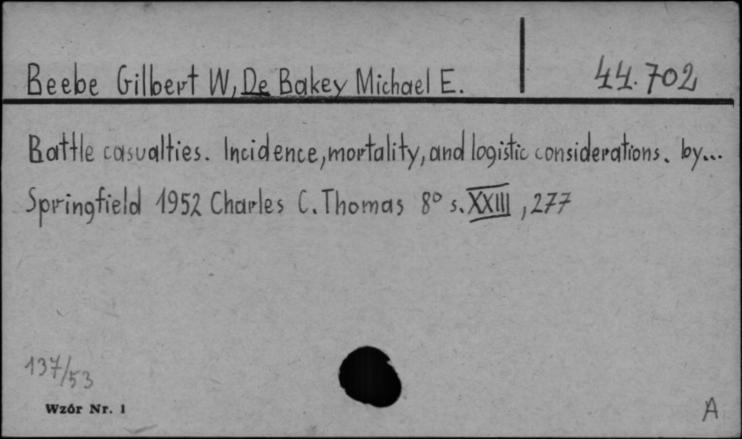 Beebe Gilbert W, De Bakey Michael E.
44.702
Battle casualties. Incidence, mortality, and logistic considerations. by...
Springfield 1952 Charles C. Thomas 8° s. XXIII, 277
137/53
Wzór Nr. 1
A